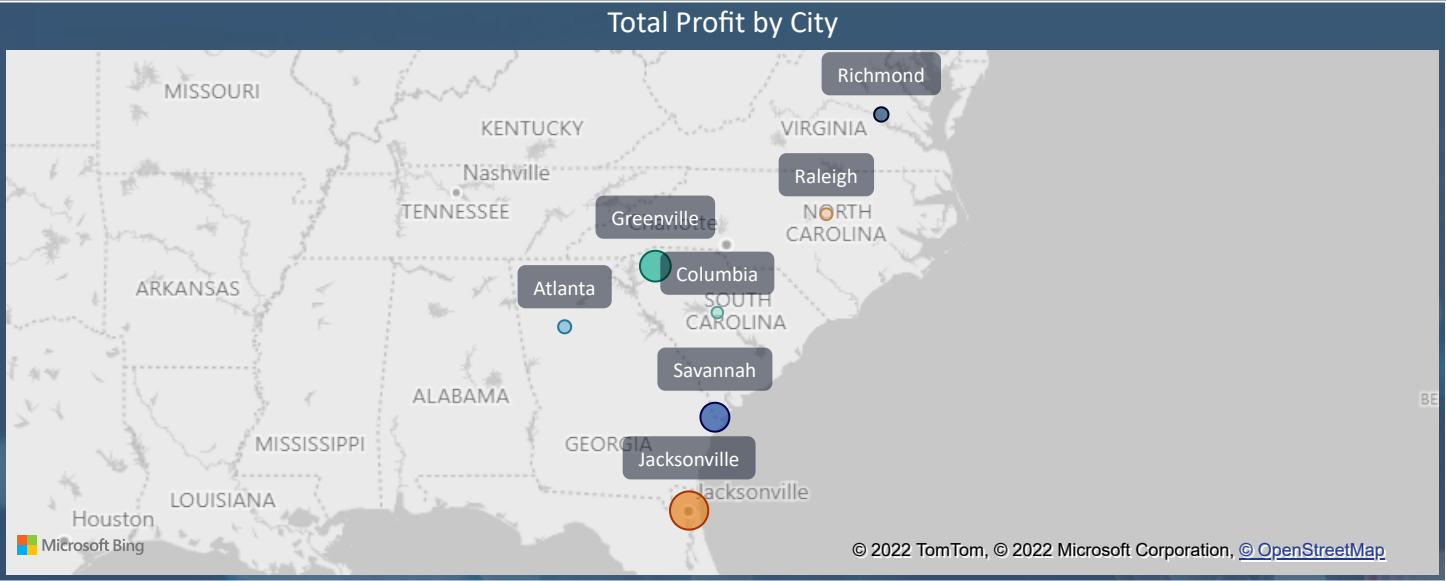 Total Profit by City
Richmond
MISSOURI
KENTUCKY
VIRGINIA
Nashville
Raleigh
TENNESSEE
NORTH
CAROLINA
Greenville
Charlotte
Columbia
Atlanta
ARKANSAS
SOUTH
CAROLINA
Savannah
ALABAMA
BE
MISSISSIPPI
GEORGIA
Jacksonville
Jacksonville
LOUISIANA
Houston
Microsoft Bing
© 2022 TomTom, © 2022 Microsoft Corporation, © OpenStreetMap